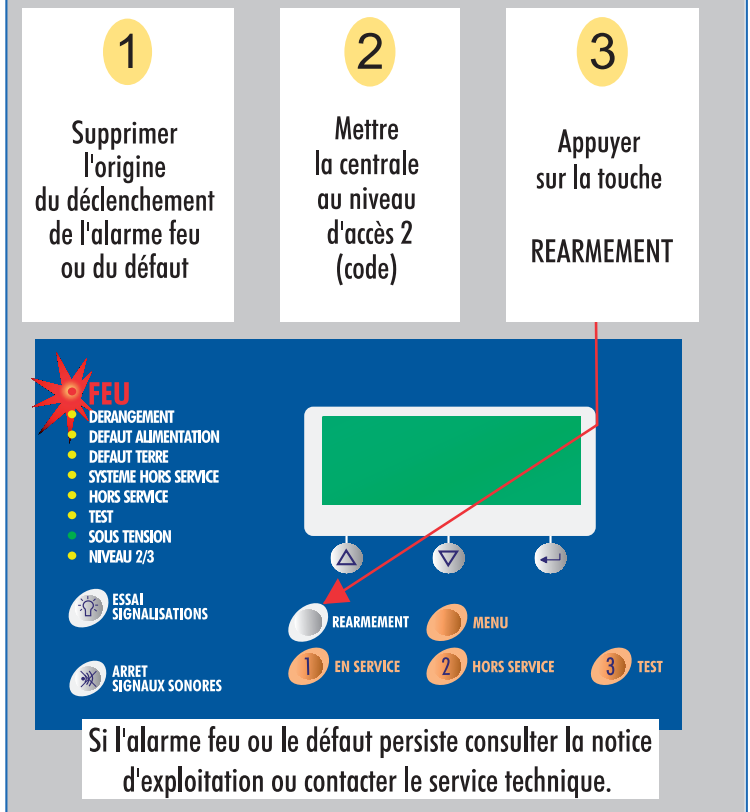 1
Supprimer
l'origine
du déclenchement
de l'alarme feu
ou du défaut
2
Mettre
la centrale
au niveau
d'accès 2
(code)
3
Appuyer
sur la touche
REARMEMENT
FEU
DERANGEMENT
DEFAUT ALIMENTATION
DEFAUT TERRE
SYSTEME HORS SERVICE
HORS SERVICE
TEST
SOUS TENSION
NIVEAU 2/3
ESSAI
SIGNALISATIONS
REARMEMENT
MENU
ARRET
SIGNAUX SONORES
1 EN SERVICE
2 HORS SERVICE
3 TEST
Si l'alarme feu ou le défaut persiste consulter la notice
d'exploitation ou contacter le service technique.